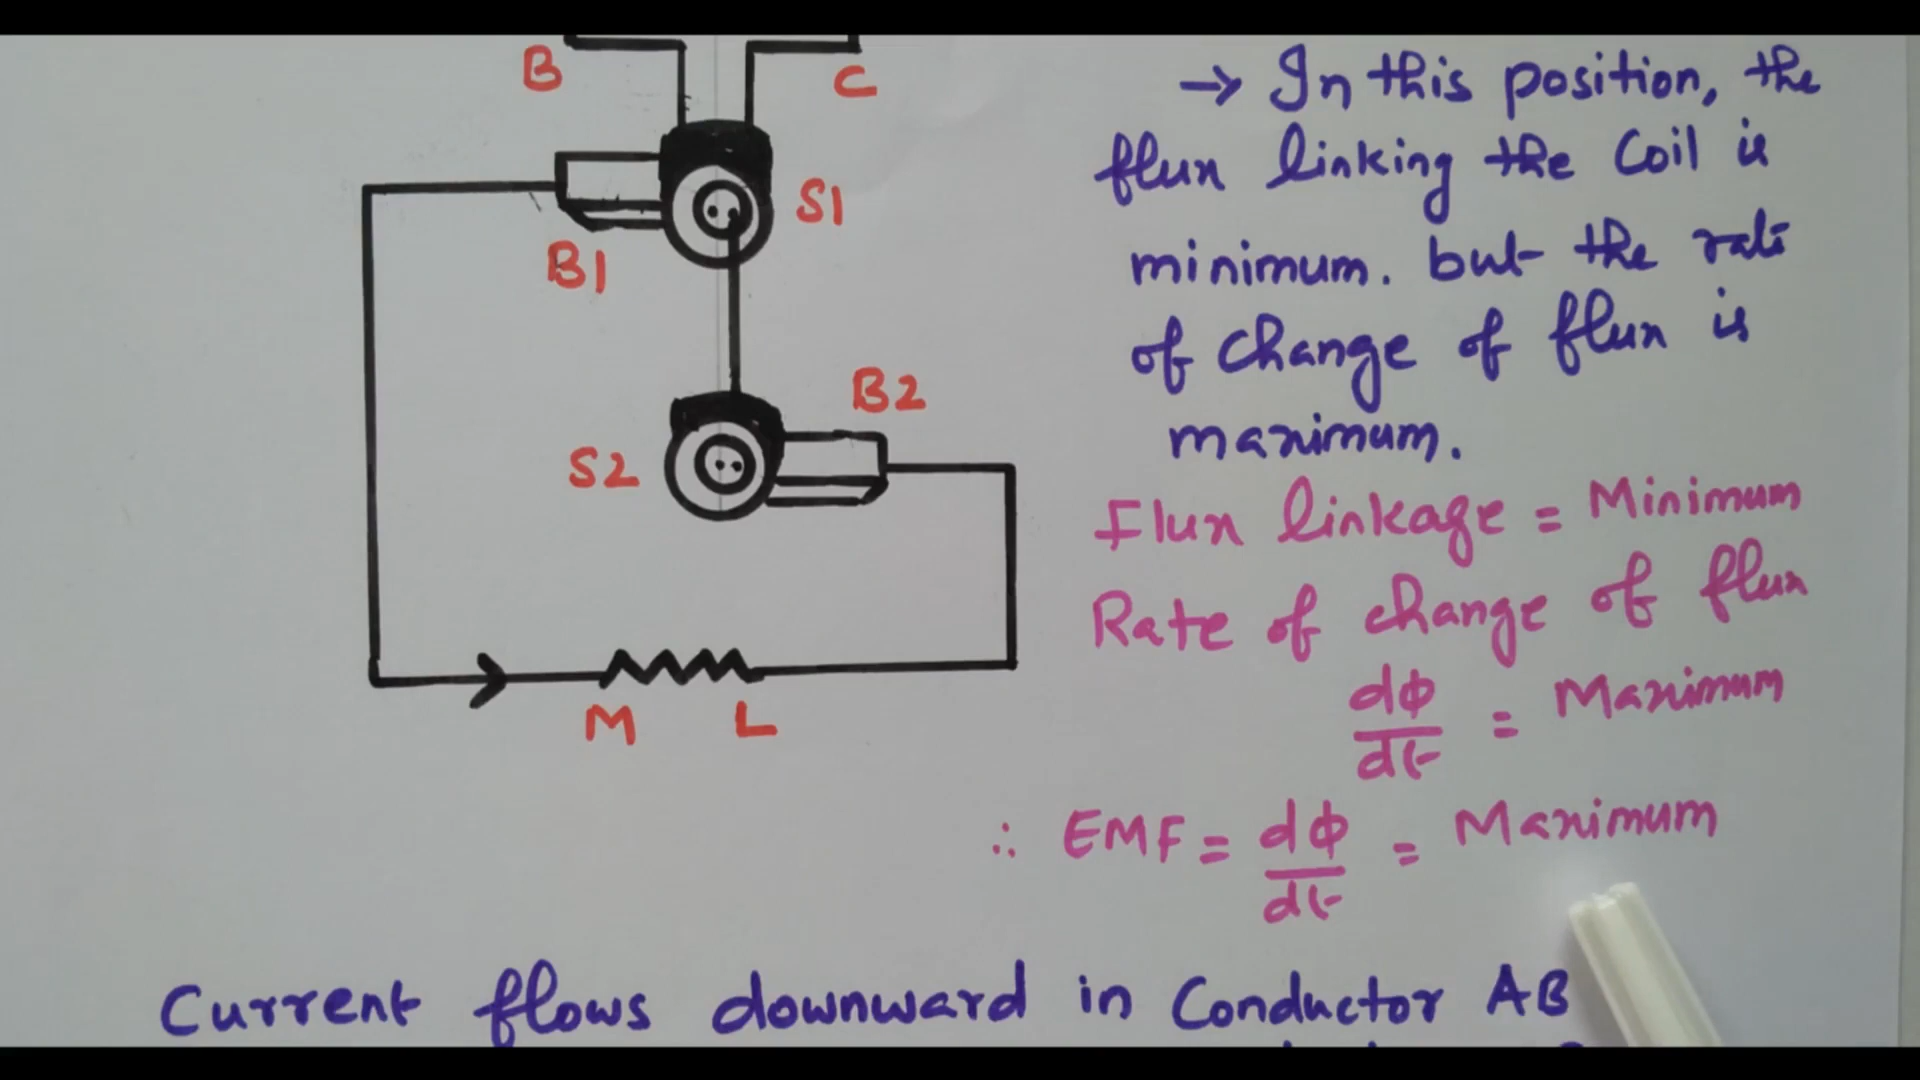 B
C
S1
B1
B2
S2
M L
→ In this position, the
flux linking the coil is
minimum. but the rate
of change of flux is
maximum.
Flux linkage = Minimum
Rate of change of flux
dϕ/dt = Maximum
∴ EMF = dϕ/dt = Maximum
Current flows downward in Conductor AB